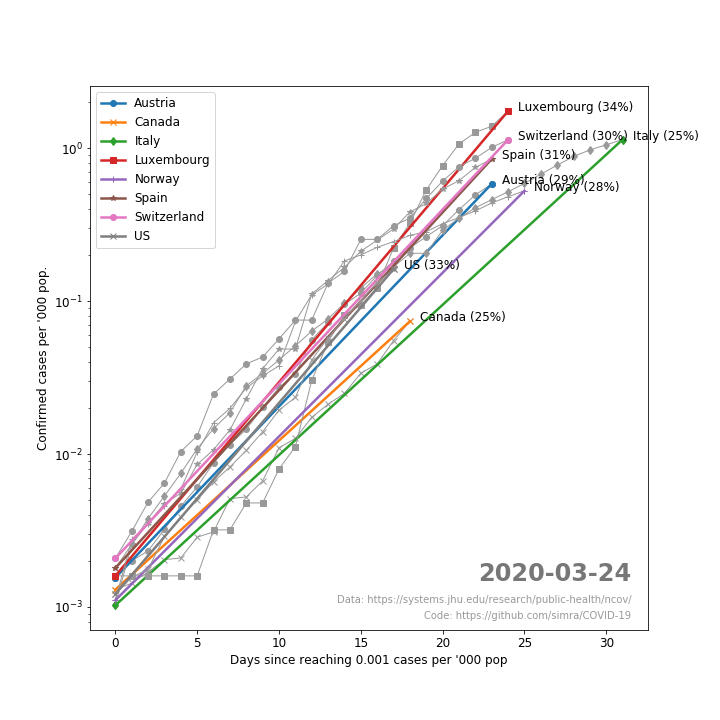 Austria
Canada
Italy
Luxembourg
Norway
Spain
Switzerland
US
Luxembourg (34%)
Switzerland (30%)
Italy (25%)
Spain (31%)
Austria (29%)
Norway (28%)
US (33%)
Canada (25%)
10⁰
10⁻¹
10⁻²
10⁻³
Confirmed cases per '000 pop.
2020-03-24
Data: https://systems.jhu.edu/research/public-health/ncov/
Code: https://github.com/simra/COVID-19
0 5 10 15 20 25 30
Days since reaching 0.001 cases per '000 pop